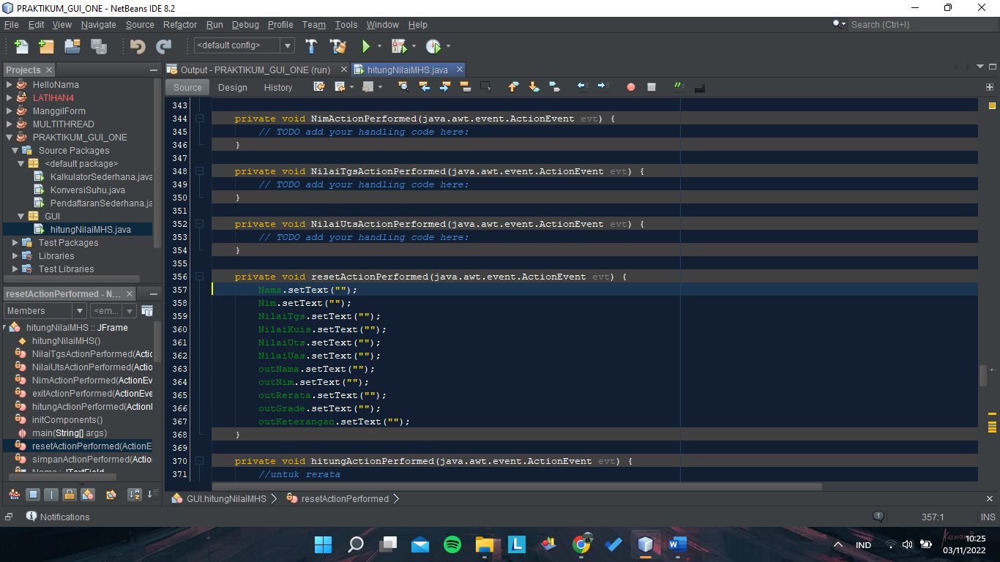 PRAKTIKUM_GUI_ONE - NetBeans IDE 8.2
File Edit View Navigate Source Refactor Run Debug Profile Team Tools Window Help
Search (Ctrl+I)
<default config>
Projects
HelloNama
LATIHAN4
ManggilForm
MULTITHREAD
PRAKTIKUM_GUI_ONE
Source Packages
<default package>
KalkulatorSederhana.java
KonversiSuhu.java
PendaftaranSederhana.ja
GUI
hitungNilaiMHS.java
Test Packages
Libraries
Test Libraries
resetActionPerformed - N...
Members
<em...
hitungNilaiMHS :: JFrame
hitungNilaiMHS()
NilaiTgsActionPerformed(Actic
NilaiUtsActionPerformed(Actio
NimActionPerformed(ActionEv
exitActionPerformed(ActionEve
hitungActionPerformed(ActionI
initComponents()
main(String[] args)
resetActionPerformed(ActionE
simpanActionPerformed(Actio
Nama : JTextField
Output - PRAKTIKUM_GUI_ONE (run)
hitungNilaiMHS.java
Source Design History
343
344 private void NimActionPerformed(java.awt.event.ActionEvent evt) {
345 // TODO add your handling code here:
346 }
347
348 private void NilaiTgsActionPerformed(java.awt.event.ActionEvent evt) {
349 // TODO add your handling code here:
350 }
351
352 private void NilaiUtsActionPerformed(java.awt.event.ActionEvent evt) {
353 // TODO add your handling code here:
354 }
355
356 private void resetActionPerformed(java.awt.event.ActionEvent evt) {
357 Nama.setText("");
358 Nim.setText("");
359 NilaiTgs.setText("");
360 NilaiKuis.setText("");
361 NilaiUts.setText("");
362 NilaiUas.setText("");
363 outNama.setText("");
364 outNim.setText("");
365 outRerata.setText("");
366 outGrade.setText("");
367 outKeterangan.setText("");
368 }
369
370 private void hitungActionPerformed(java.awt.event.ActionEvent evt) {
371 //untuk rerata
GUI.hitungNilaiMHS
resetActionPerformed
Notifications
1
357:1
INS
IND
10:25
03/11/2022